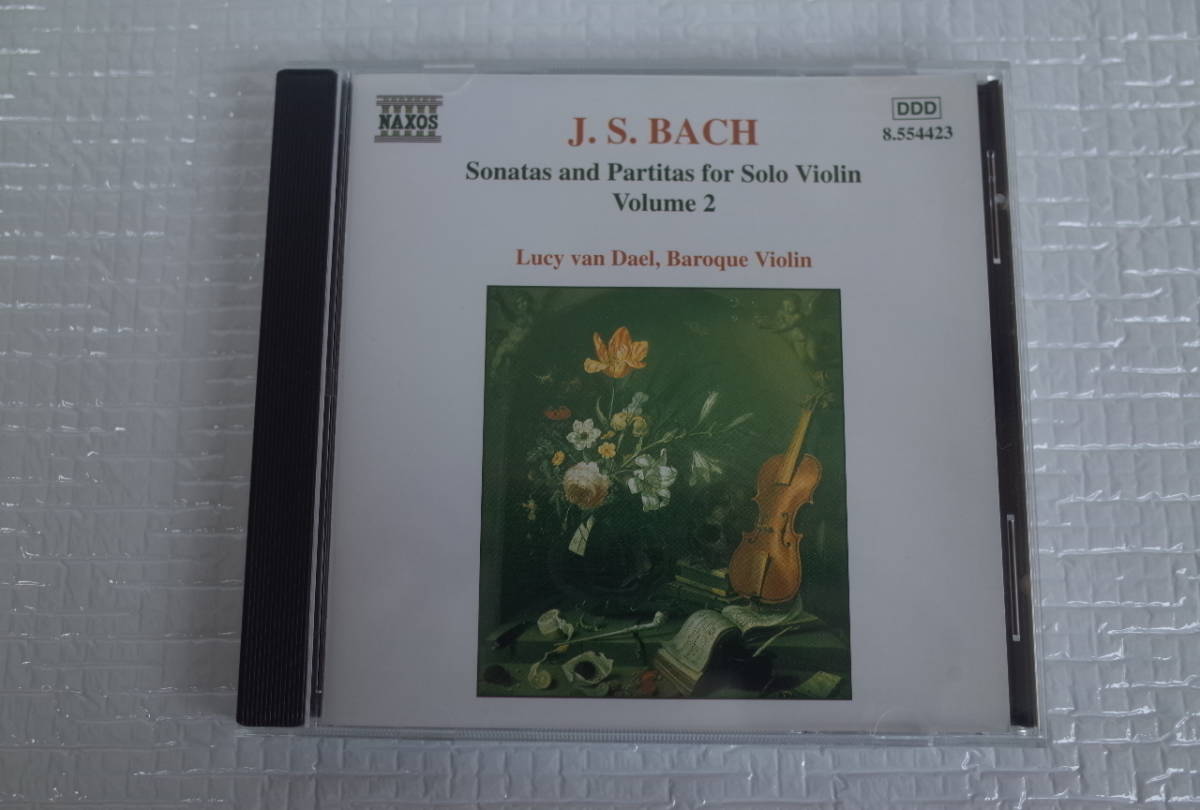 NAXOS
DDD
8.554423
J. S. BACH
Sonatas and Partitas for Solo Violin
Volume 2
Lucy van Dael, Baroque Violin